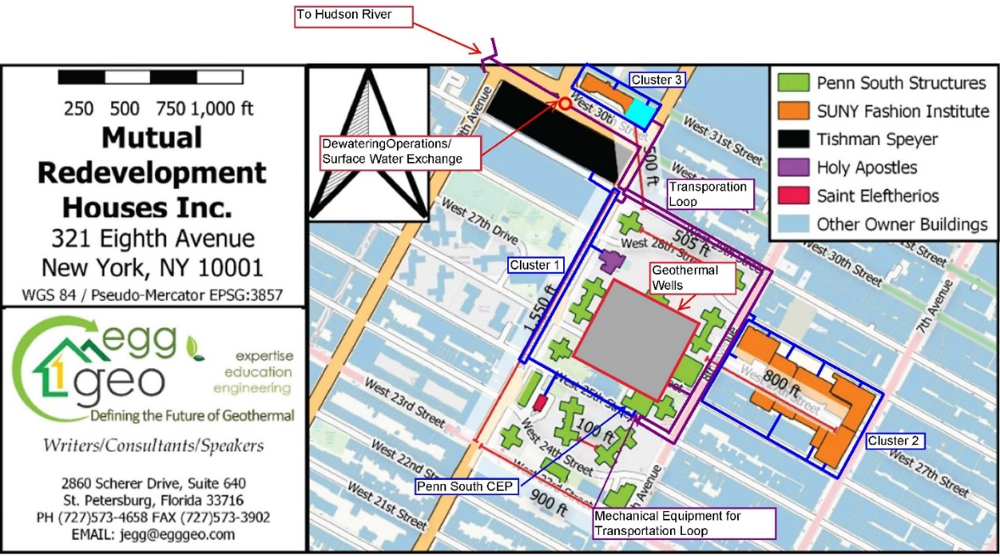 To Hudson River
250 500 750 1,000 ft
Mutual
Redevelopment
Houses Inc.
321 Eighth Avenue
New York, NY 10001
WGS 84 / Pseudo-Mercator EPSG:3857
egg
geo
expertise
education
engineering
Defining the Future of Geothermal
Writers/Consultants/Speakers
2860 Scherer Drive, Suite 640
St. Petersburg, Florida 33716
PH (727)573-4658 FAX (727)573-3902
EMAIL: jegg@egggeo.com
Cluster 3
West 30th Street
West 31st Street
DewateringOperations/
Surface Water Exchange
500 ft
Transporation
Loop
West 27th Drive
505 ft
West 28th
Cluster 1
Geothermal
Wells
1,550 ft
West 30th Street
7th Avenue
West 23rd Street
West 25th Street
800 ft
West 27th Street
100 ft
West 24th Street
Cluster 2
West 22nd
West 23rd Street
West 27th Street
Penn South CEP
West 21st Street
900 ft
Mechanical Equipment for
Transportation Loop
Penn South Structures
SUNY Fashion Institute
Tishman Speyer
Holy Apostles
Saint Eleftherios
Other Owner Buildings